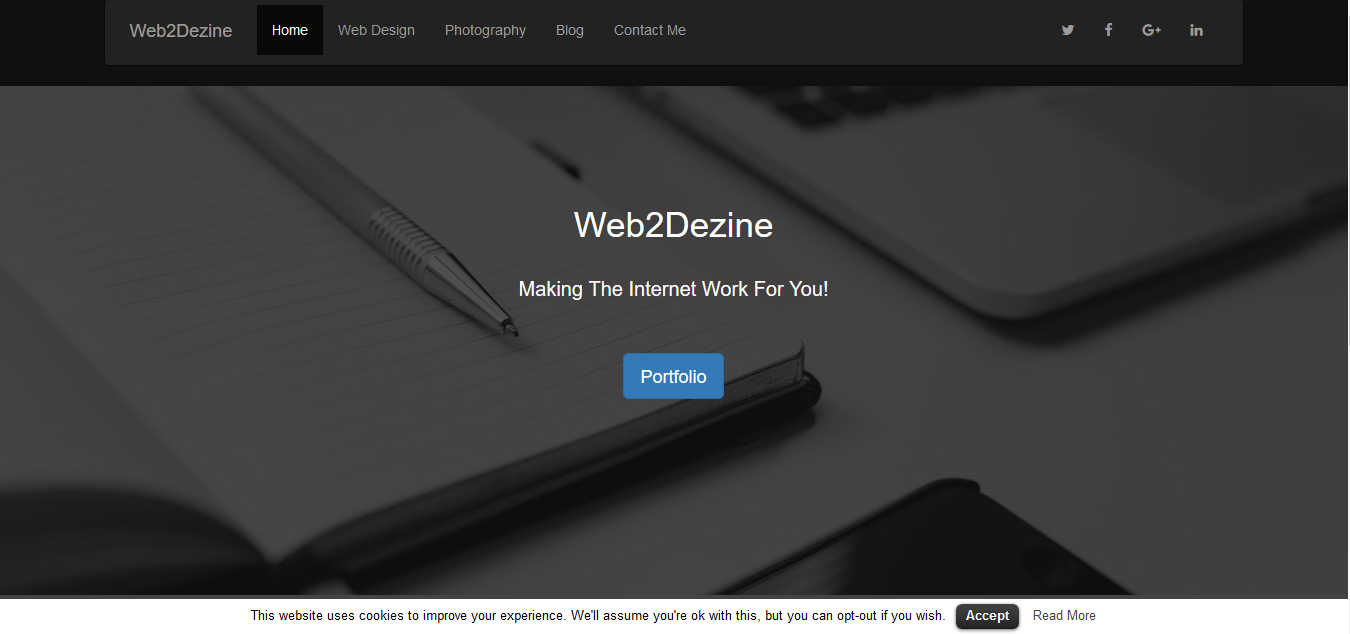 Web2Dezine Home Web Design Photography Blog Contact Me
Web2Dezine
Making The Internet Work For You!
Portfolio
This website uses cookies to improve your experience. We'll assume you're ok with this, but you can opt-out if you wish. Accept Read More